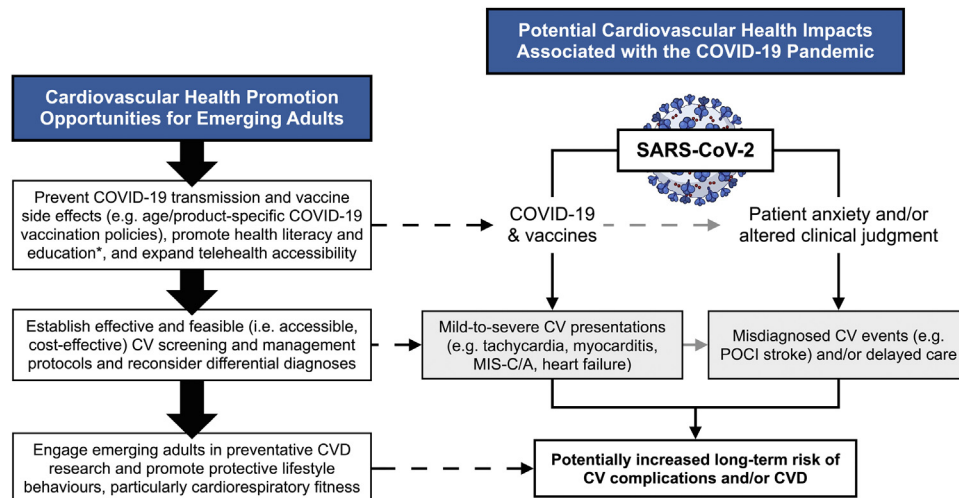 Potential Cardiovascular Health Impacts
Associated with the COVID-19 Pandemic
Cardiovascular Health Promotion
Opportunities for Emerging Adults
SARS-CoV-2
Prevent COVID-19 transmission and vaccine
side effects (e.g. age/product-specific COVID-19
vaccination policies), promote health literacy and
education*, and expand telehealth accessibility
COVID-19
& vaccines
Patient anxiety and/or
altered clinical judgment
Establish effective and feasible (i.e. accessible,
cost-effective) CV screening and management
protocols and reconsider differential diagnoses
Mild-to-severe CV presentations
(e.g. tachycardia, myocarditis,
MIS-C/A, heart failure)
Misdiagnosed CV events (e.g.
POCI stroke) and/or delayed care
Engage emerging adults in preventative CVD
research and promote protective lifestyle
behaviours, particularly cardiorespiratory fitness
Potentially increased long-term risk of
CV complications and/or CVD